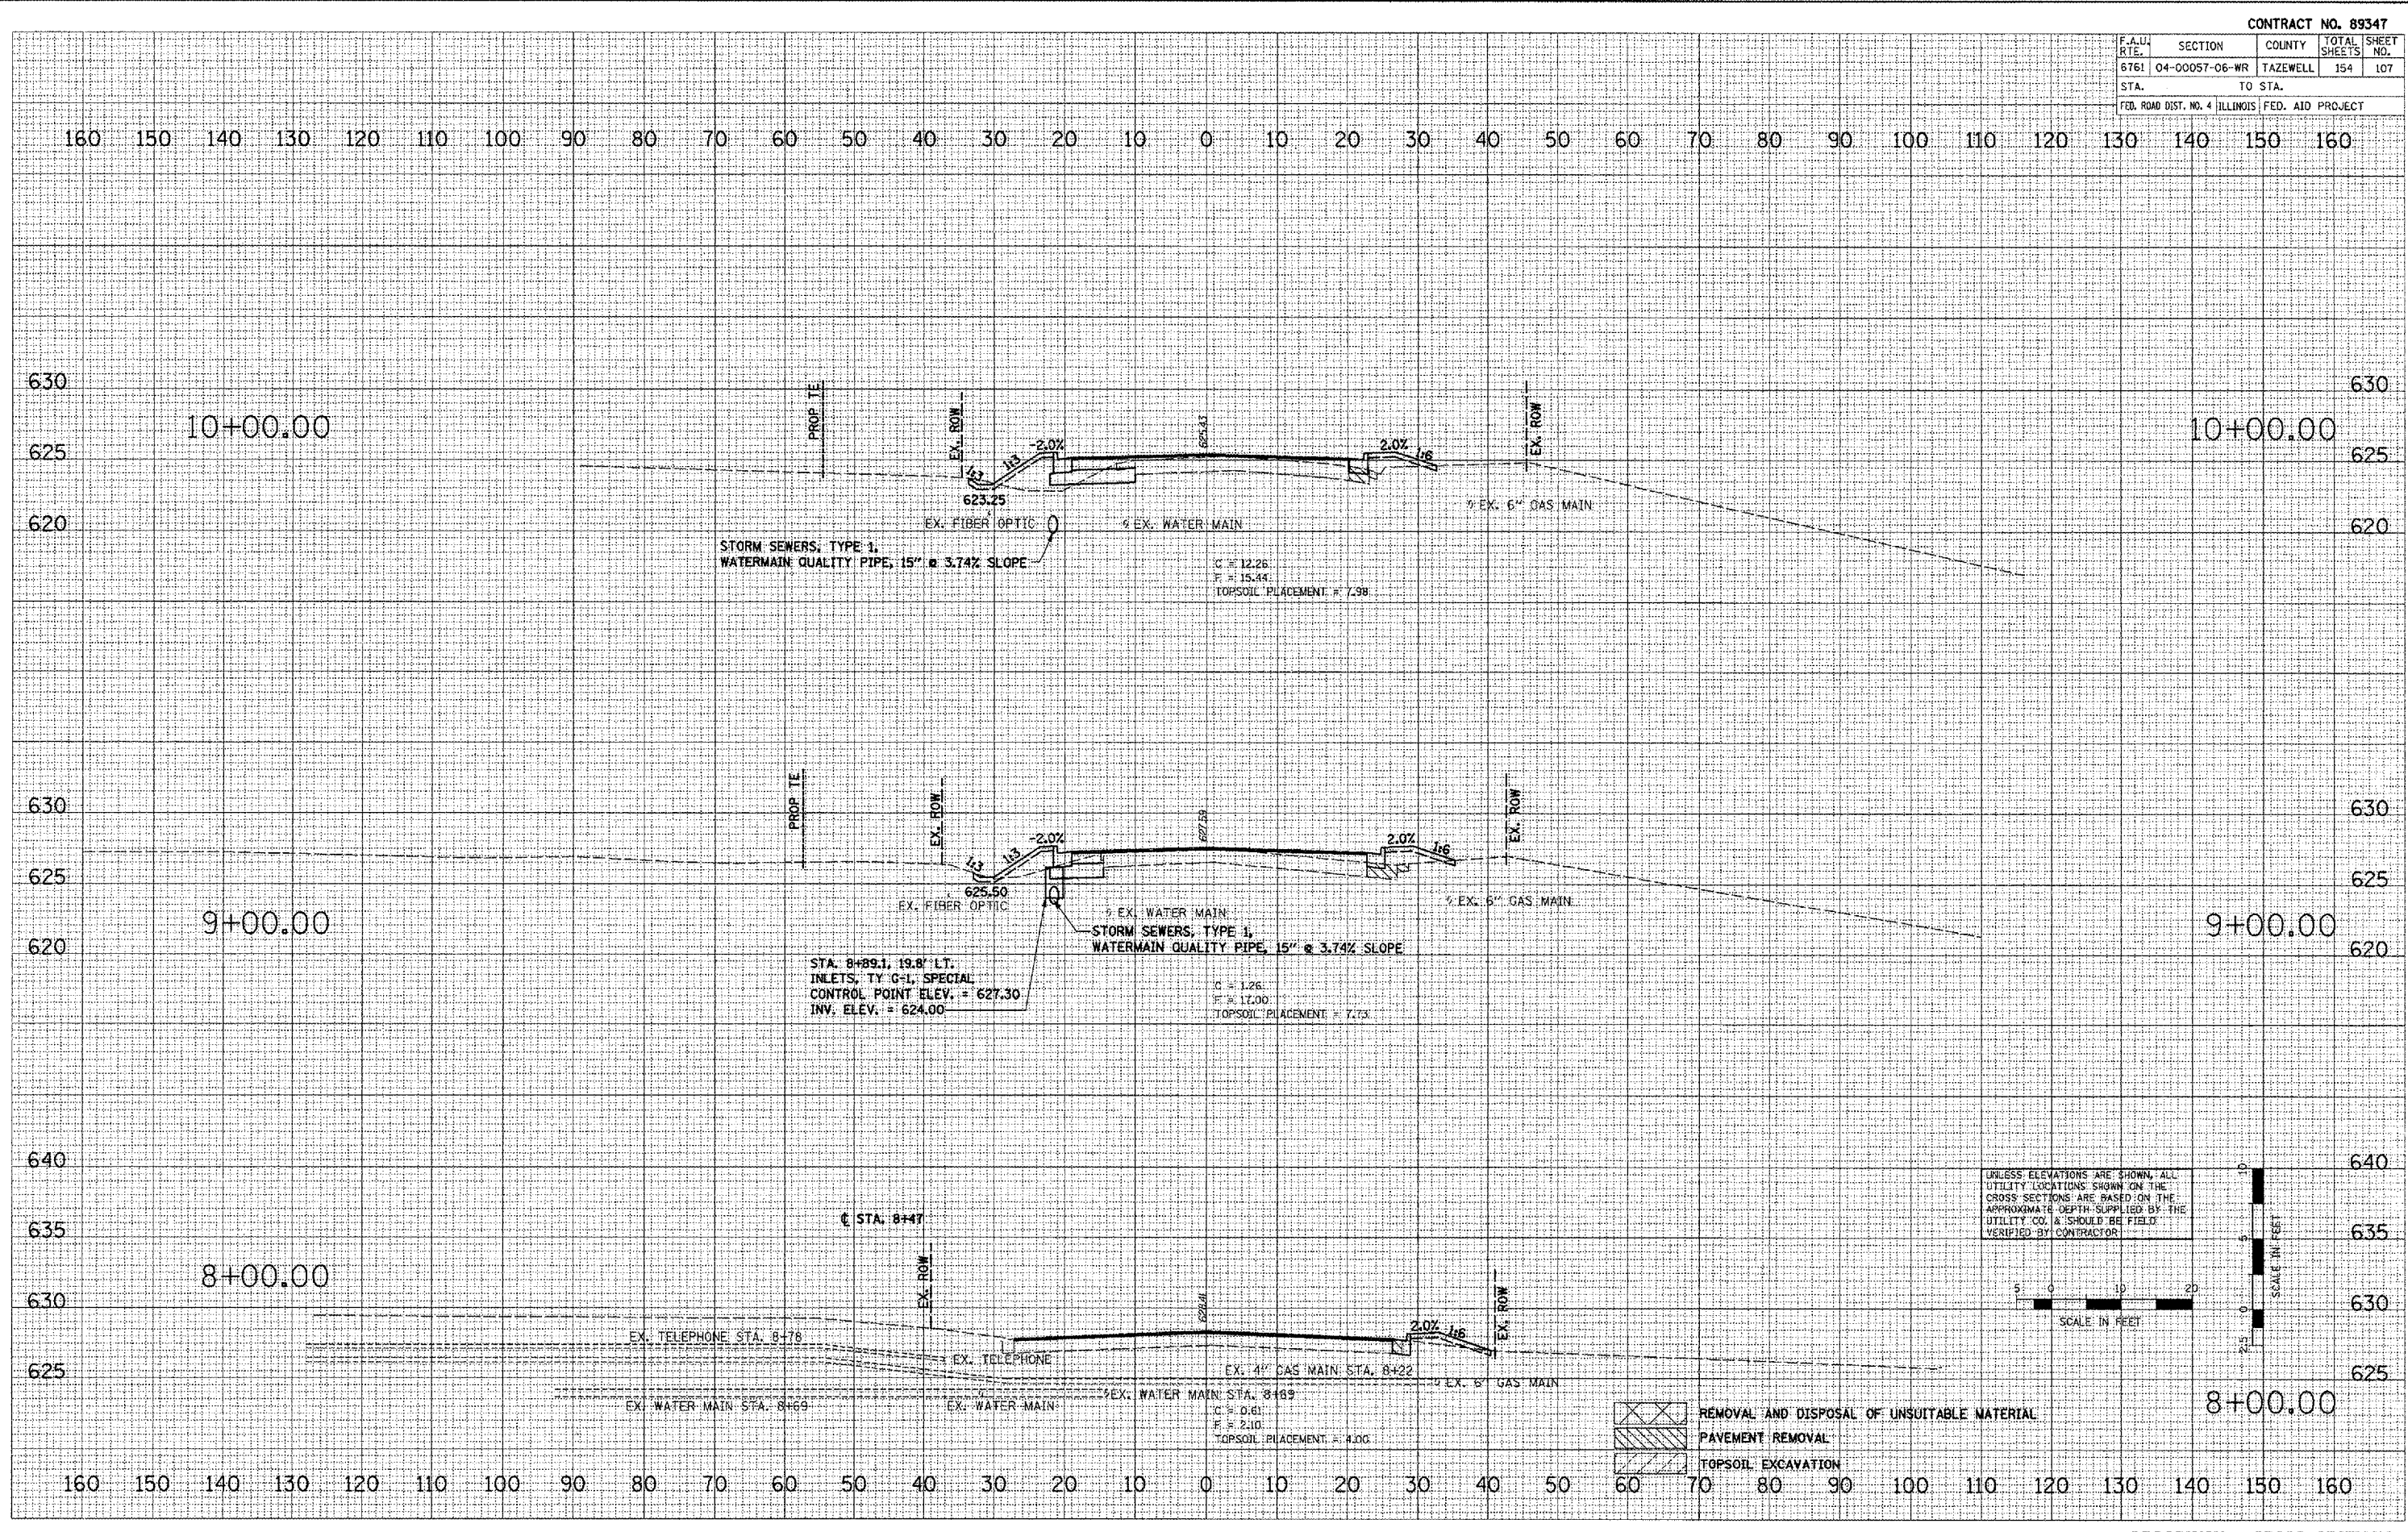 CONTRACT NO. 89347
F.A.U. RTE. SECTION COUNTY TOTAL SHEETS SHEET NO.
6761 04-00057-06-WR TAZEWELL 154 107
STA. TO STA.
FED. ROAD DIST. NO. 4 ILLINOIS FED. AID PROJECT
160 150 140 130 120 110 100 90 80 70 60 50 40 30 20 10 0 10 20 30 40 50 60 70 80 90 100 110 120 130 140 150 160
630 630
PROP TE
EX. ROW
625.43
EX. ROW
10+00.00 10+00.00
625 625
-2.0% 2.0%
1:3 1:3 1:6
623.25
EX. 6" GAS MAIN
620 620
EX. FIBER OPTIC
EX. WATER MAIN
STORM SEWERS, TYPE 1,
WATERMAIN QUALITY PIPE, 15" @ 3.74% SLOPE
C = 12.26
F = 15.44
TOPSOIL PLACEMENT = 7.98
630 630
PROP TE
EX. ROW
627.59
EX. ROW
-2.0% 2.0%
1:3 1:3 1:6
625 625
625.50
EX. FIBER OPTIC
EX. 6" GAS MAIN
EX. WATER MAIN
9+00.00 9+00.00
STORM SEWERS, TYPE 1,
WATERMAIN QUALITY PIPE, 15" @ 3.74% SLOPE
620 620
STA. 8+89.1, 19.8' LT.
INLETS, TY G-1, SPECIAL
CONTROL POINT ELEV. = 627.30
INV. ELEV. = 624.00
C = 1.26
F = 17.00
TOPSOIL PLACEMENT = 7.73
640 640
UNLESS ELEVATIONS ARE SHOWN, ALL
UTILITY LOCATIONS SHOWN ON THE
CROSS SECTIONS ARE BASED ON THE
APPROXIMATE DEPTH SUPPLIED BY THE
UTILITY CO. & SHOULD BE FIELD
VERIFIED BY CONTRACTOR
10
5
0
2.5
SCALE IN FEET
℄ STA. 8+47
635 635
8+00.00
EX. ROW
628.41
EX. ROW
5 0 10 20
SCALE IN FEET
630 630
2.0% 1:6
EX. TELEPHONE STA. 8+78
EX. TELEPHONE
625 625
EX. 4" GAS MAIN STA. 8+22
EX. 6" GAS MAIN
EX. WATER MAIN STA. 8+69
EX. WATER MAIN STA. 8+69
EX. WATER MAIN
8+00.00
C = 0.61
F = 2.10
TOPSOIL PLACEMENT = 4.00
REMOVAL AND DISPOSAL OF UNSUITABLE MATERIAL
PAVEMENT REMOVAL
TOPSOIL EXCAVATION
160 150 140 130 120 110 100 90 80 70 60 50 40 30 20 10 0 10 20 30 40 50 60 70 80 90 100 110 120 130 140 150 160